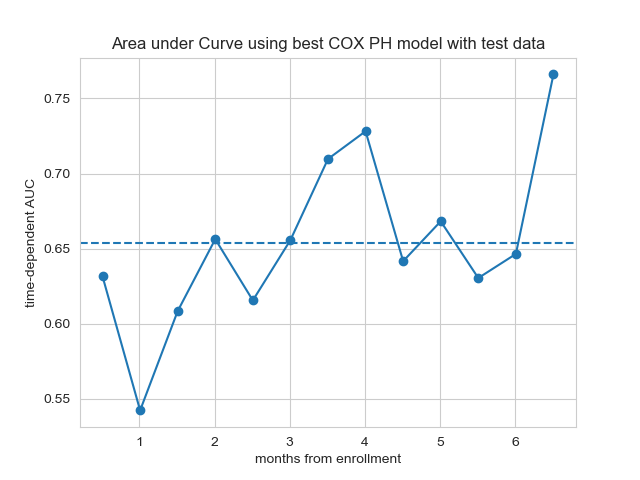 Area under Curve using best COX PH model with test data
time-dependent AUC
0.75
0.70
0.65
0.60
0.55
1 2 3 4 5 6
months from enrollment